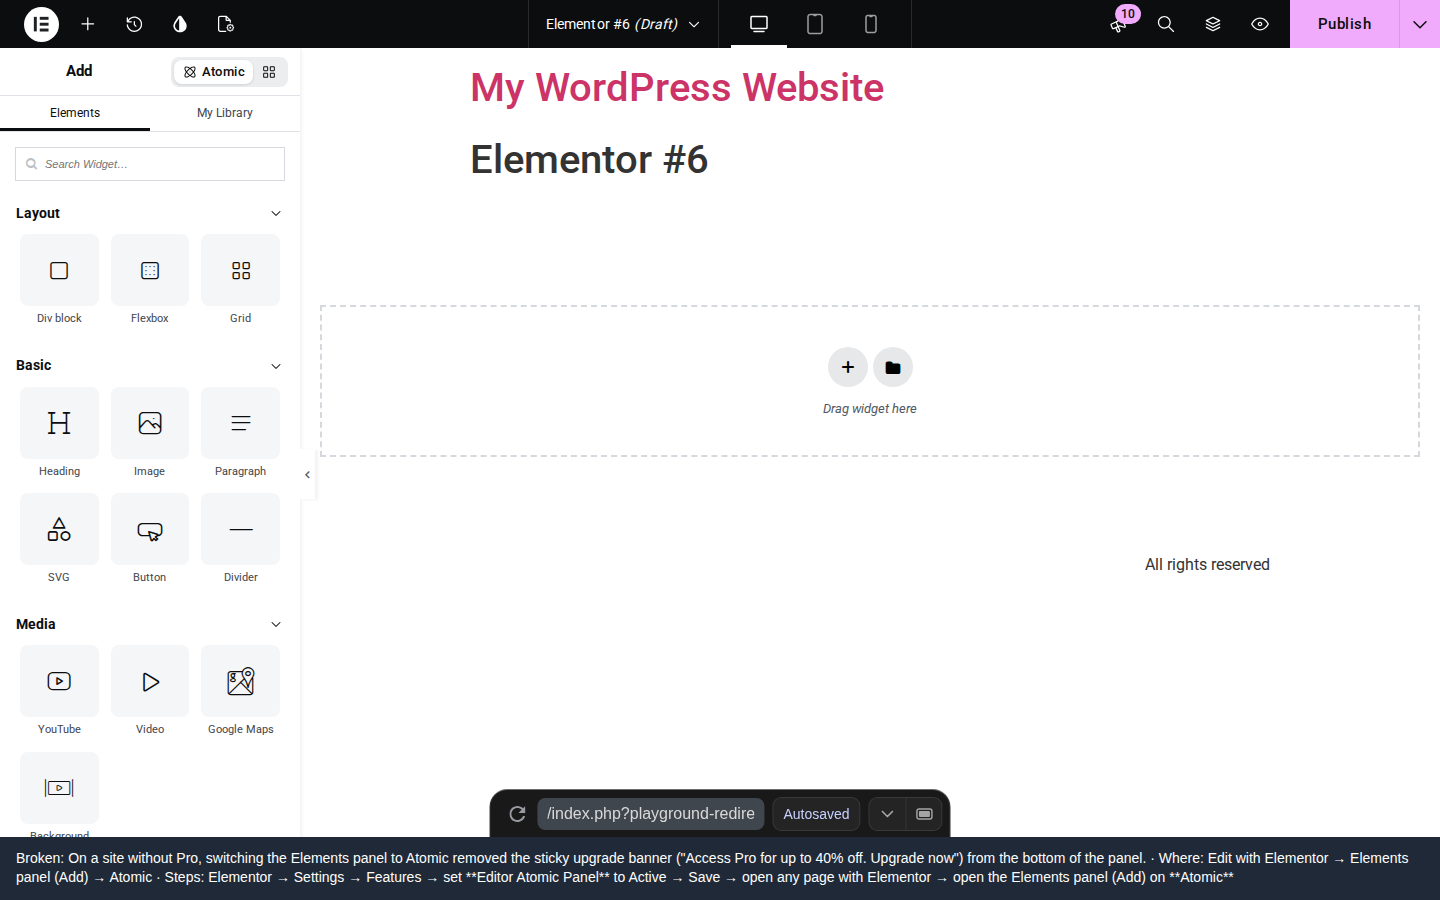 Elementor #6 (Draft)
10
Publish
Add
Atomic
Elements
My Library
Search Widget...
Layout
Div block
Flexbox
Grid
Basic
Heading
Image
Paragraph
SVG
Button
Divider
Media
YouTube
Video
Google Maps
Background
My WordPress Website
Elementor #6
Drag widget here
All rights reserved
/index.php?playground-redire
Autosaved
Broken: On a site without Pro, switching the Elements panel to Atomic removed the sticky upgrade banner ("Access Pro for up to 40% off. Upgrade now") from the bottom of the panel. · Where: Edit with Elementor → Elements
panel (Add) → Atomic · Steps: Elementor → Settings → Features → set **Editor Atomic Panel** to Active → Save → open any page with Elementor → open the Elements panel (Add) on **Atomic**